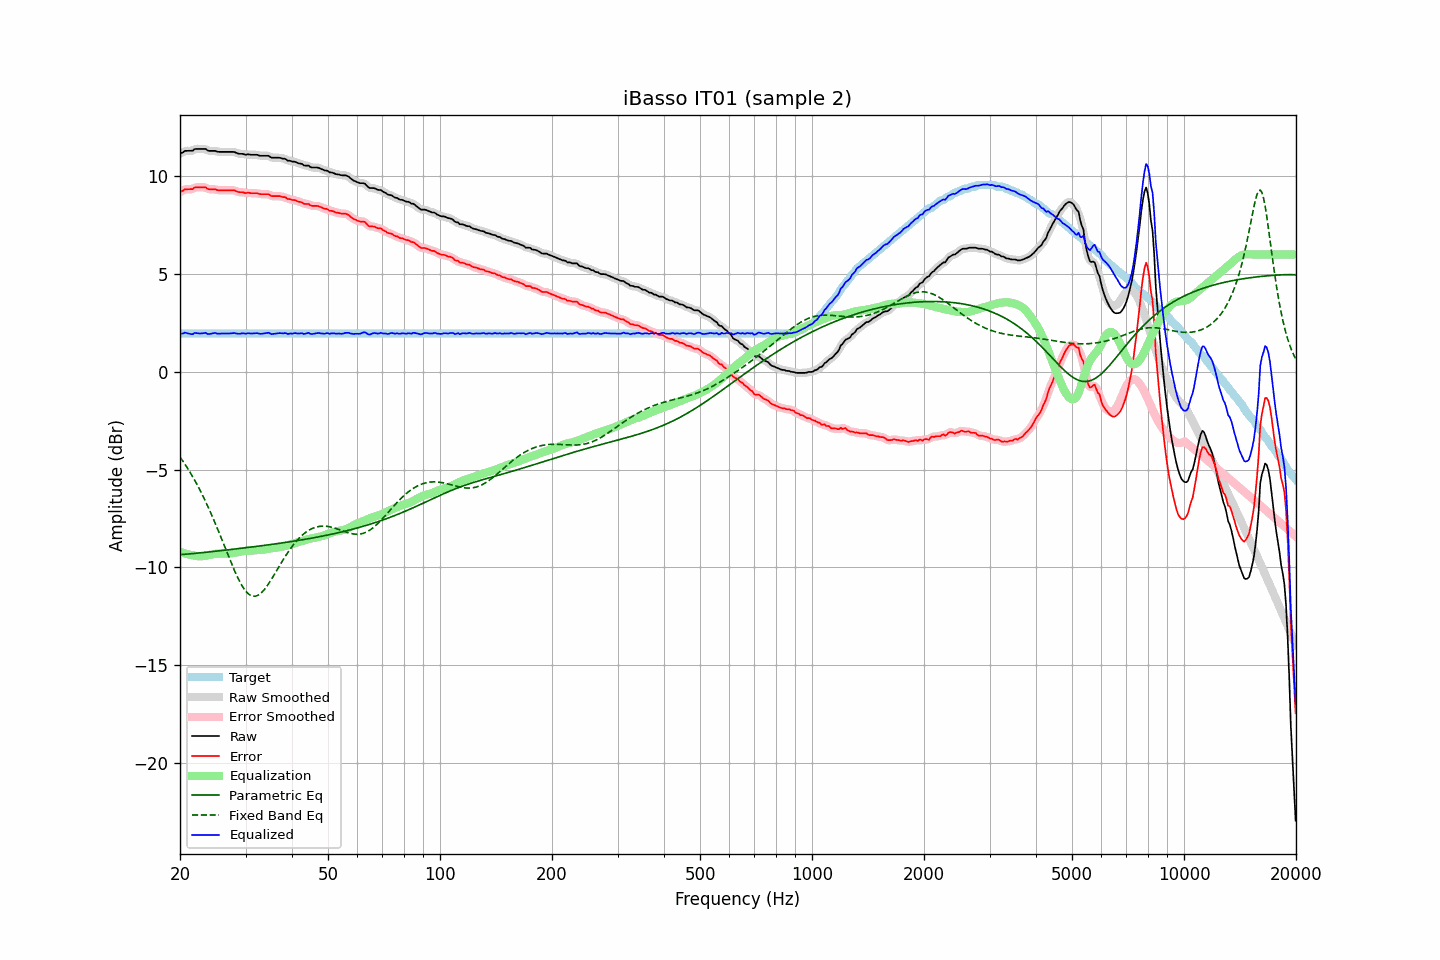 iBasso IT01 (sample 2)
Amplitude (dBr)
10
5
0
−5
−10
−15
−20
Target
Raw Smoothed
Error Smoothed
Raw
Error
Equalization
Parametric Eq
Fixed Band Eq
Equalized
20 50 100 200 500 1000 2000 5000 10000 20000
Frequency (Hz)